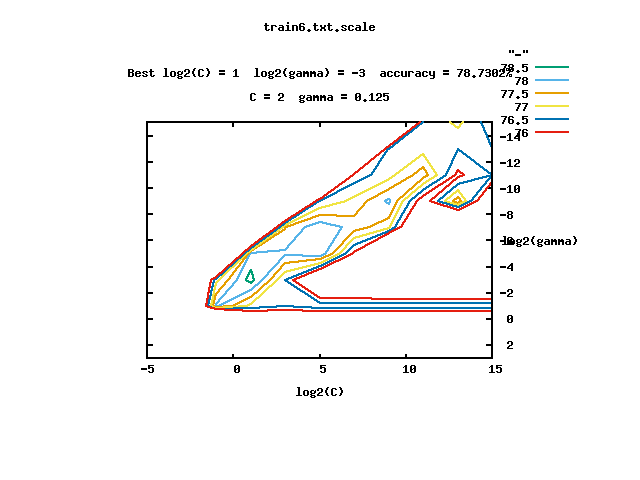 train6.txt.scale
"-"
Best log2(C) = 1 log2(gamma) = -3 accuracy = 78.7302%
78.5
78
77.5
C = 2 gamma = 0.125
77
76.5
76
-14
-12
-10
-8
-6
log2(gamma)
-4
-2
0
2
-5 0 5 10 15
log2(C)